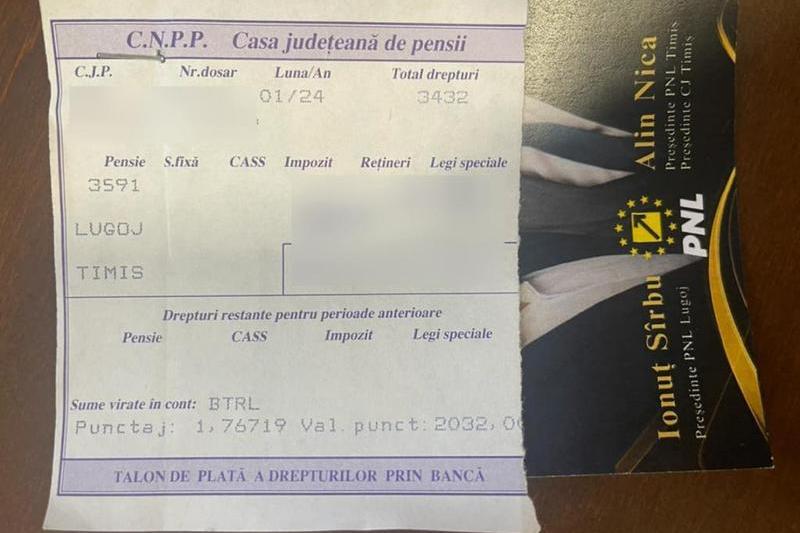 C.N.P.P. Casa județeană de pensii
C.J.P. Nr.dosar Luna/An Total drepturi
01/24 3432
Pensie S.fixă CASS Impozit Rețineri Legi speciale
3591
LUGOJ
TIMIS
Drepturi restante pentru perioade anterioare
Pensie CASS Impozit Legi speciale
Sume virate în cont: BTRL
Punctaj: 1,76719 Val. punct: 2032,0
TALON DE PLATĂ A DREPTURILOR PRIN BANCĂ
Alin Nica
Președinte PNL Timiș
Președinte CJ Timiș
PNL
Ionuț Sîrbu
Președinte PNL Lugoj